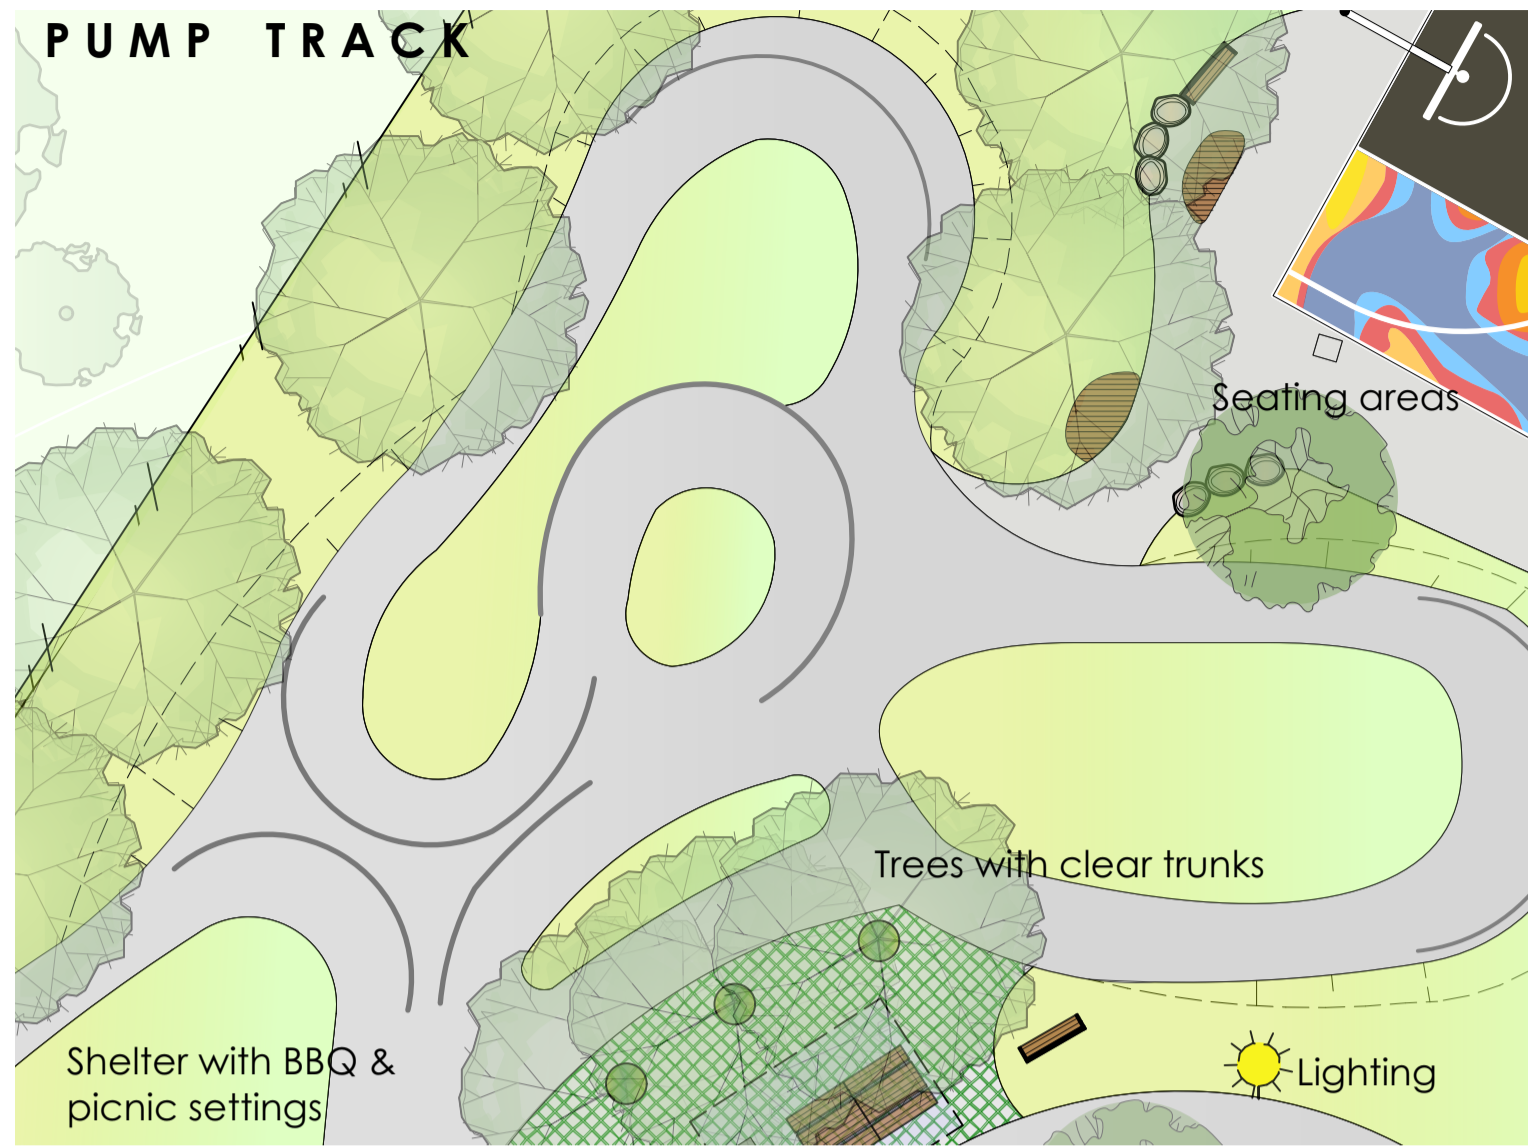 PUMP TRACK
Seating areas
Trees with clear trunks
Shelter with BBQ &
picnic settings
Lighting